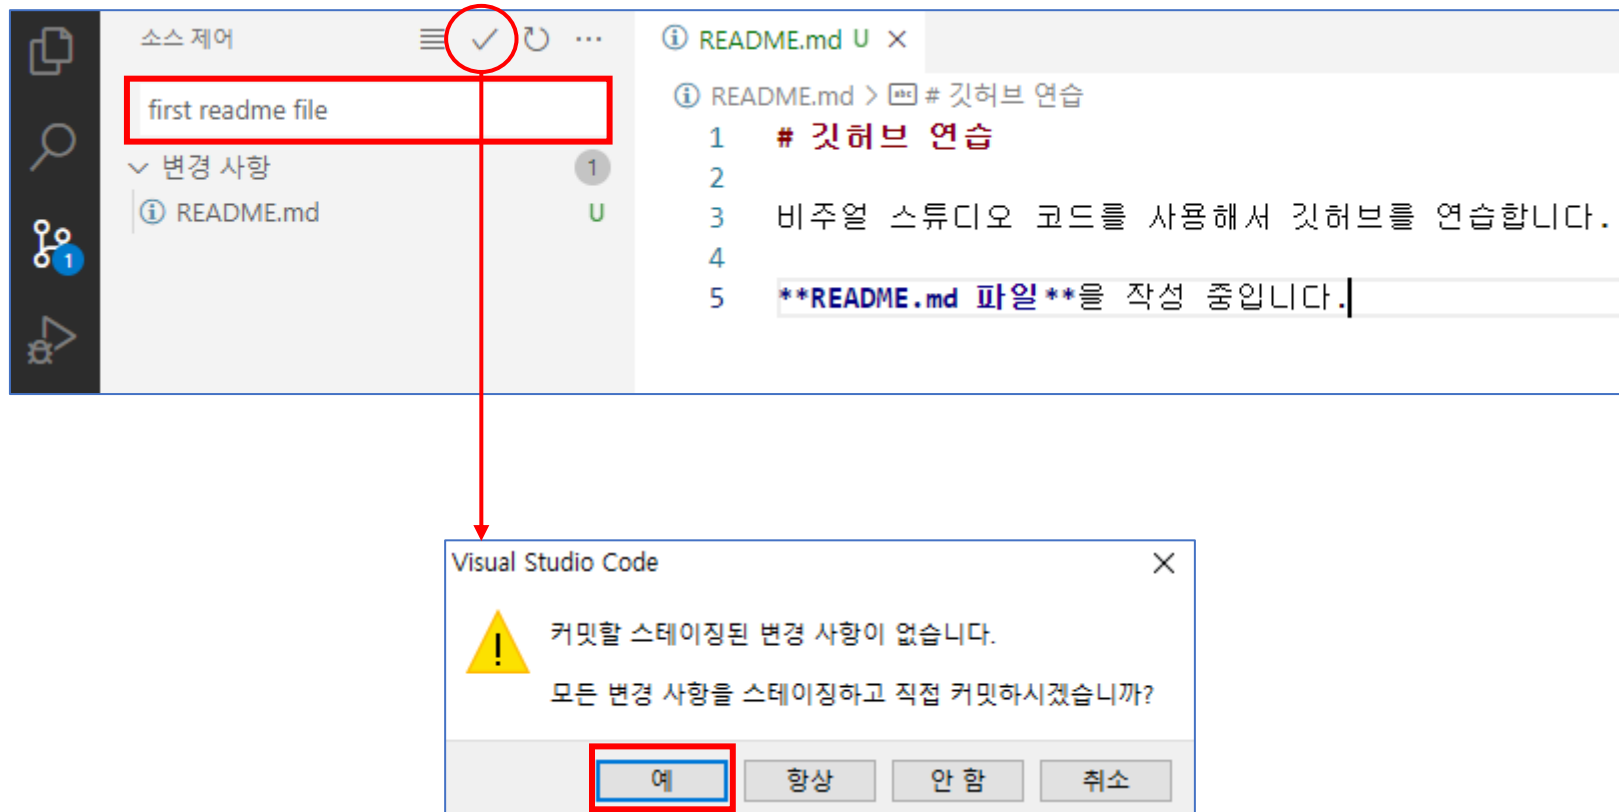 소스 제어
first readme file
변경 사항 1
README.md U
1
README.md U
README.md > # 깃허브 연습
1 # 깃허브 연습
2
3 비주얼 스튜디오 코드를 사용해서 깃허브를 연습합니다.
4
5 **README.md 파일**을 작성 중입니다.
Visual Studio Code
커밋할 스테이징된 변경 사항이 없습니다.
모든 변경 사항을 스테이징하고 직접 커밋하시겠습니까?
예 항상 안 함 취소